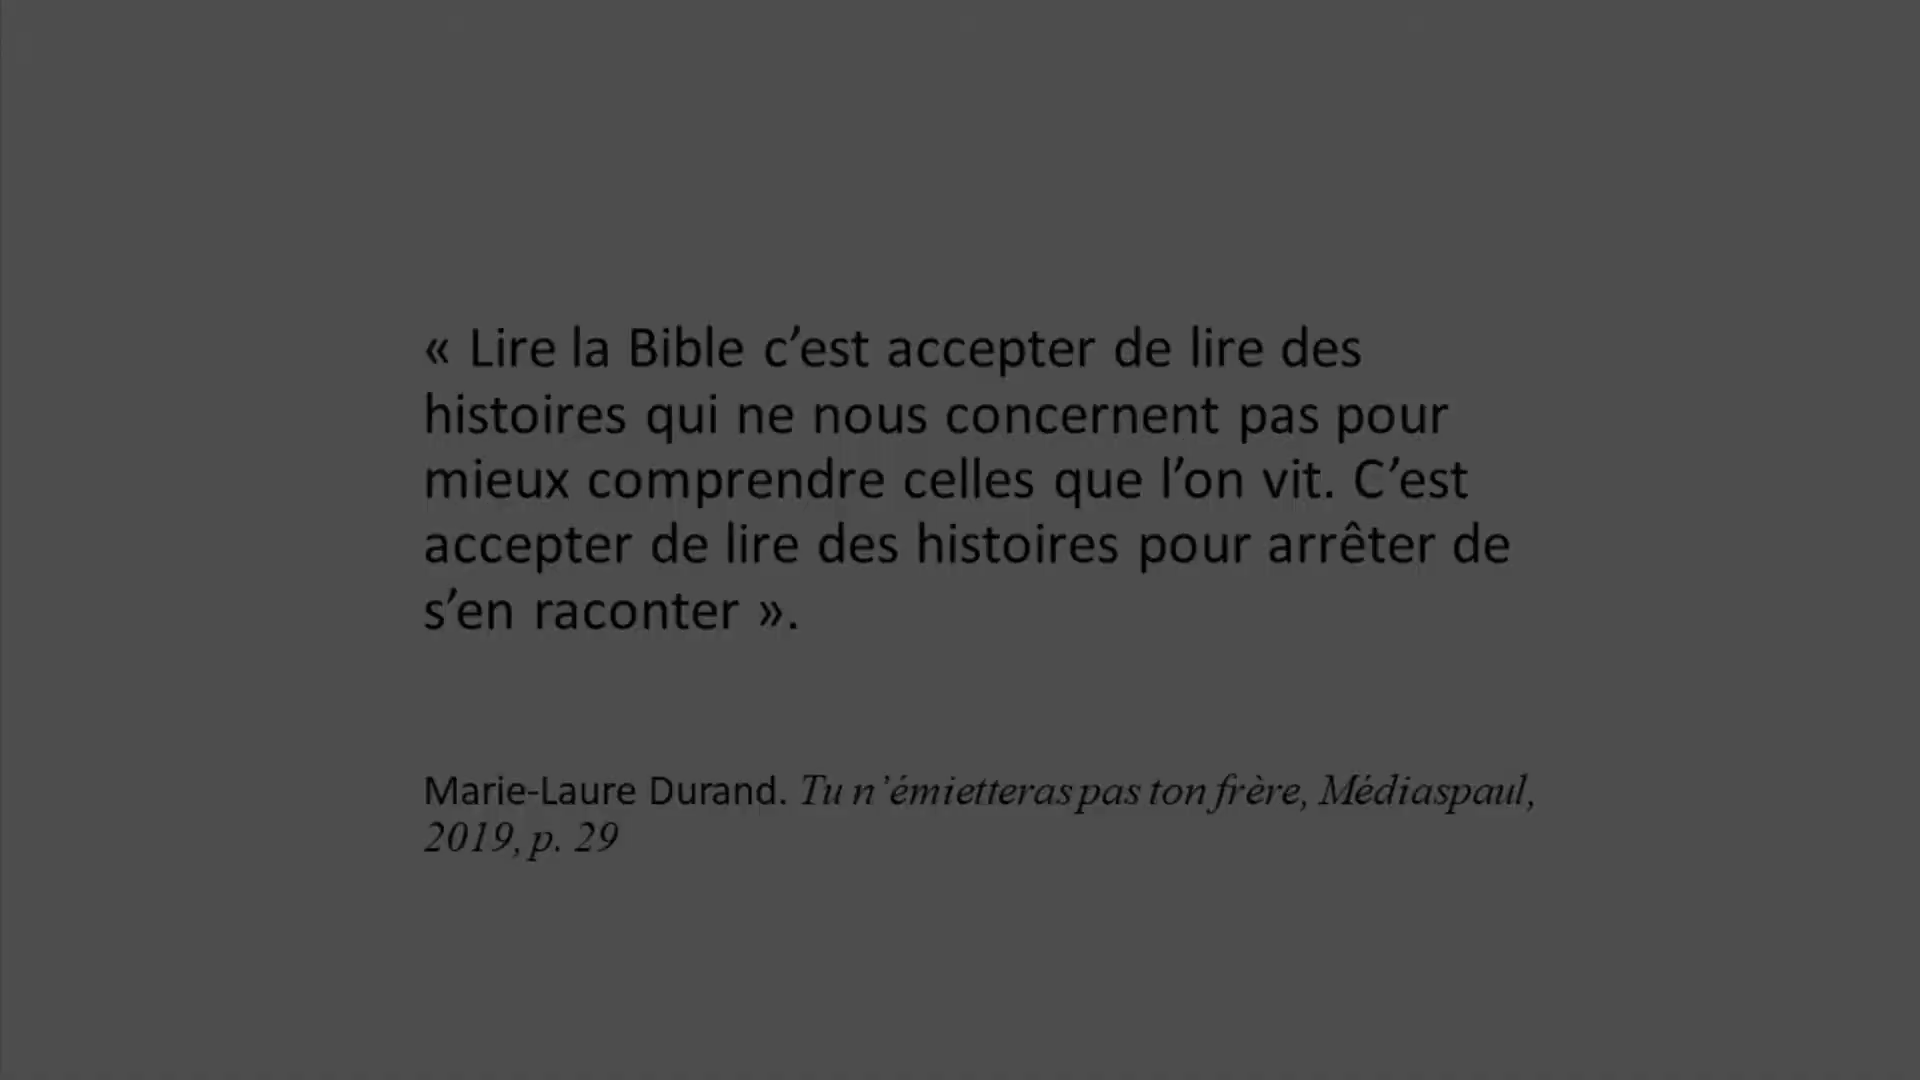 « Lire la Bible c’est accepter de lire des
histoires qui ne nous concernent pas pour
mieux comprendre celles que l’on vit. C’est
accepter de lire des histoires pour arrêter de
s’en raconter ».
Marie-Laure Durand. Tu n’émietteras pas ton frère, Médiaspaul,
2019, p. 29